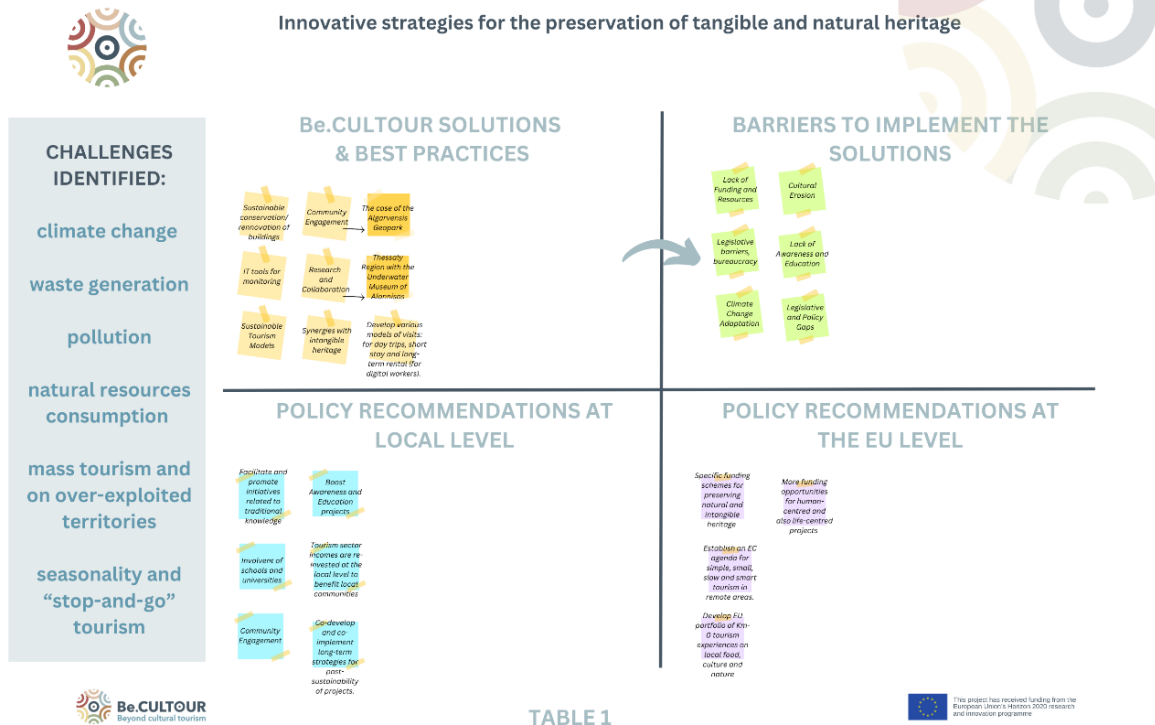 Innovative strategies for the preservation of tangible and natural heritage
CHALLENGES
IDENTIFIED:
climate change
waste generation
pollution
natural resources
consumption
mass tourism and
on over-exploited
territories
seasonality and
“stop-and-go”
tourism
Be.CULTOUR SOLUTIONS
& BEST PRACTICES
Sustainable
conservation/
rennovation of
buildings
Community
Engagement
The case of the
Algarvensis
Geopark
IT tools for
monitoring
Research
and
Collaboration
Thessaly
Region with the
Underwater
Museum of
Alonnisos
Sustainable
Tourism
Models
Synergies with
intangible
heritage
Develop various
models of visits:
for day trips, short
stay and long-
term rental (for
digital workers).
BARRIERS TO IMPLEMENT THE
SOLUTIONS
Lack of
Funding and
Resources
Cultural
Erosion
Legislative
barriers,
bureaucracy
Lack of
Awareness and
Education
Climate
Change
Adaptation
Legislative
and Policy
Gaps
POLICY RECOMMENDATIONS AT
LOCAL LEVEL
Facilitate and
promote
initiatives
related to
traditional
knowledge
Boost
Awareness and
Education
projects
Involvent of
schools and
universities
Tourism sector
incomes are re-
invested at the
local level to
benefit local
communities
Community
Engagement
Co-develop
and co-
implement
long-term
strategies for
post-
sustainability
of projects.
POLICY RECOMMENDATIONS AT
THE EU LEVEL
Specific funding
schemes for
preserving
natural and
intangible
heritage
More funding
opportunities
for human-
centred and
also life-centred
projects
Establish an EC
agenda for
simple, small,
slow and smart
tourism in
remote areas.
Develop EU
portfolio of Km-
0 tourism
experiences on
local food,
culture and
nature
Be.CULTOUR
Beyond cultural tourism
TABLE 1
This project has received funding from the
European Union's Horizon 2020 research
and innovation programme